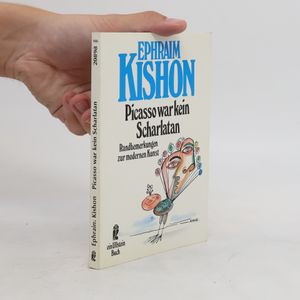 EPHRAIM
KISHON
Picasso war kein
Scharlatan
Randbemerkungen
zur modernen Kunst
ein Ullstein
Buch
Ephraim Kishon Picasso war kein Scharlatan